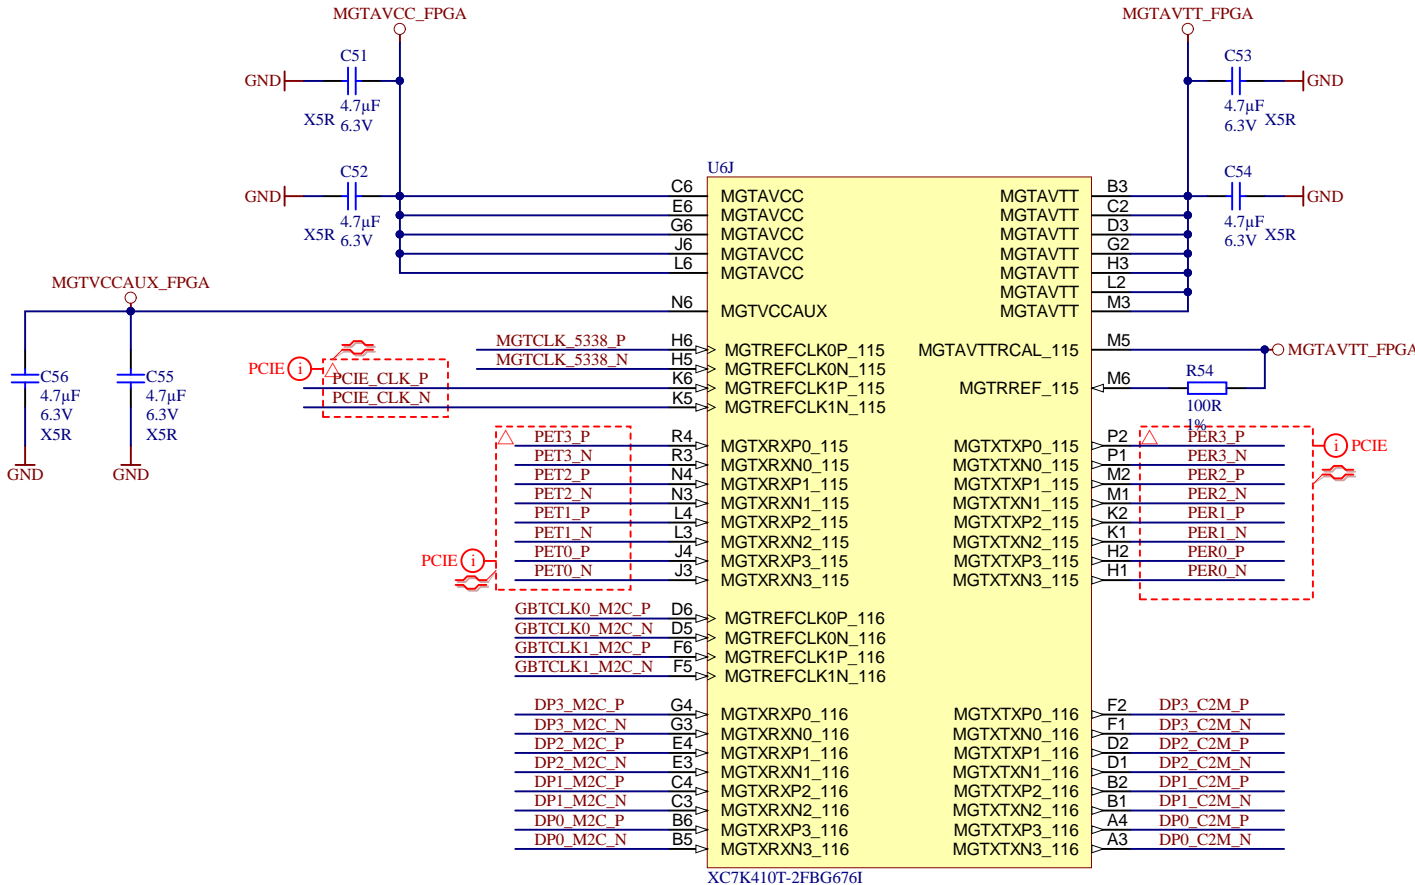 MGTAVCC_FPGA
MGTAVTT_FPGA
C51
GND
4.7µF
X5R
6.3V
C53
GND
4.7µF
X5R
6.3V
C52
GND
4.7µF
X5R
6.3V
C54
GND
4.7µF
X5R
6.3V
U6J
C6 MGTAVCC MGTAVTT B3
E6 MGTAVCC MGTAVTT C2
G6 MGTAVCC MGTAVTT D3
J6 MGTAVCC MGTAVTT G2
L6 MGTAVCC MGTAVTT H3
MGTAVTT L2
MGTVCCAUX_FPGA
N6 MGTVCCAUX MGTAVTT M3
MGTCLK_5338_P H6 MGTREFCLK0P_115 MGTAVTTRCAL_115 M5 MGTAVTT_FPGA
MGTCLK_5338_N H5 MGTREFCLK0N_115
PCIE i
PCIE_CLK_P K6 MGTREFCLK1P_115 MGTRREF_115 M6
PCIE_CLK_N K5 MGTREFCLK1N_115
R54
100R
1%
C56
4.7µF
6.3V
X5R
GND
C55
4.7µF
6.3V
X5R
GND
PET3_P R4 MGTXRXP0_115 MGTXTXP0_115 P2 PER3_P
PET3_N R3 MGTXRXN0_115 MGTXTXN0_115 P1 PER3_N
PET2_P N4 MGTXRXP1_115 MGTXTXP1_115 M2 PER2_P
PET2_N N3 MGTXRXN1_115 MGTXTXN1_115 M1 PER2_N
PET1_P L4 MGTXRXP2_115 MGTXTXP2_115 K2 PER1_P
PET1_N L3 MGTXRXN2_115 MGTXTXN2_115 K1 PER1_N
PET0_P J4 MGTXRXP3_115 MGTXTXP3_115 H2 PER0_P
PET0_N J3 MGTXRXN3_115 MGTXTXN3_115 H1 PER0_N
PCIE i
i PCIE
GBTCLK0_M2C_P D6 MGTREFCLK0P_116
GBTCLK0_M2C_N D5 MGTREFCLK0N_116
GBTCLK1_M2C_P F6 MGTREFCLK1P_116
GBTCLK1_M2C_N F5 MGTREFCLK1N_116
DP3_M2C_P G4 MGTXRXP0_116 MGTXTXP0_116 F2 DP3_C2M_P
DP3_M2C_N G3 MGTXRXN0_116 MGTXTXN0_116 F1 DP3_C2M_N
DP2_M2C_P E4 MGTXRXP1_116 MGTXTXP1_116 D2 DP2_C2M_P
DP2_M2C_N E3 MGTXRXN1_116 MGTXTXN1_116 D1 DP2_C2M_N
DP1_M2C_P C4 MGTXRXP2_116 MGTXTXP2_116 B2 DP1_C2M_P
DP1_M2C_N C3 MGTXRXN2_116 MGTXTXN2_116 B1 DP1_C2M_N
DP0_M2C_P B6 MGTXRXP3_116 MGTXTXP3_116 A4 DP0_C2M_P
DP0_M2C_N B5 MGTXRXN3_116 MGTXTXN3_116 A3 DP0_C2M_N
XC7K410T-2FBG676I